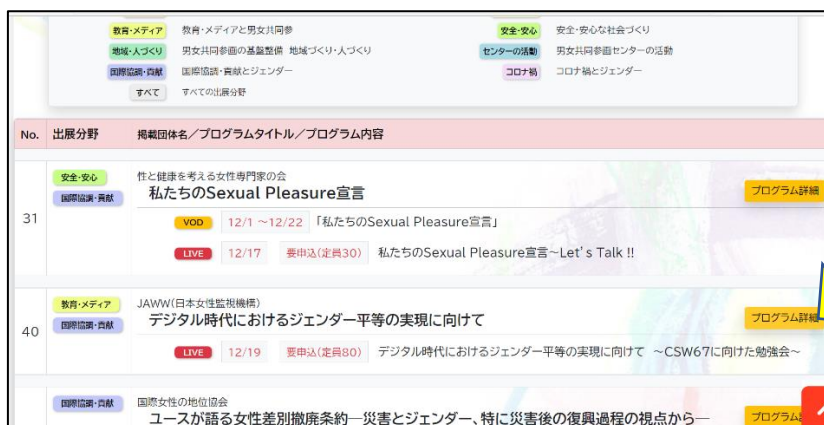 教育・メディア 教育・メディアと男女共同参
安全・安心 安全・安心な社会づくり
地域・人づくり 男女共同参画の基盤整備 地域づくり・人づくり
センターの活動 男女共同参画センターの活動
国際協調・貢献 国際協調・貢献とジェンダー
コロナ禍 コロナ禍とジェンダー
すべて すべての出展分野
No. 出展分野 掲載団体名／プログラムタイトル／プログラム内容
31
安全・安心
国際協調・貢献
性と健康を考える女性専門家の会
私たちのSexual Pleasure宣言
プログラム詳細
VOD 12/1 ～12/22 「私たちのSexual Pleasure宣言」
LIVE 12/17 要申込(定員30) 私たちのSexual Pleasure宣言～Let's Talk !!
40
教育・メディア
国際協調・貢献
JAWW(日本女性監視機構)
デジタル時代におけるジェンダー平等の実現に向けて
プログラム詳細
LIVE 12/19 要申込(定員80) デジタル時代におけるジェンダー平等の実現に向けて ～CSW67に向けた勉強会～
国際協調・貢献
国際女性の地位協会
ユースが語る女性差別撤廃条約―災害とジェンダー、特に災害後の復興過程の視点から―
プログラム